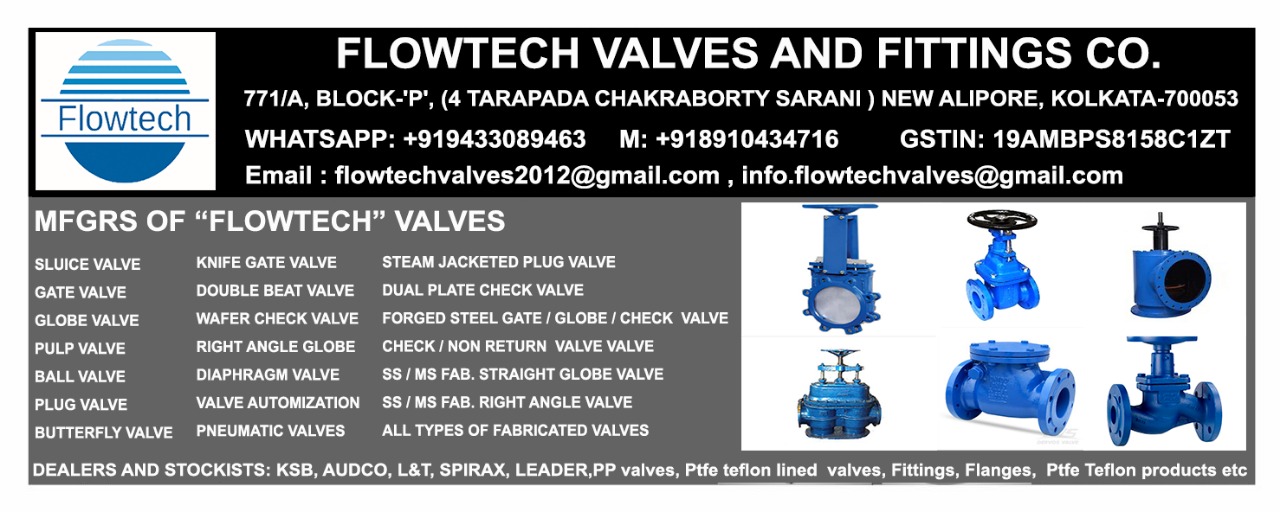 Flowtech
FLOWTECH VALVES AND FITTINGS CO.
771/A, BLOCK-'P', (4 TARAPADA CHAKRABORTY SARANI ) NEW ALIPORE, KOLKATA-700053
WHATSAPP: +919433089463 M: +918910434716 GSTIN: 19AMBPS8158C1ZT
Email : flowtechvalves2012@gmail.com , info.flowtechvalves@gmail.com
MFGRS OF “FLOWTECH” VALVES
SLUICE VALVE
GATE VALVE
GLOBE VALVE
PULP VALVE
BALL VALVE
PLUG VALVE
BUTTERFLY VALVE
KNIFE GATE VALVE
DOUBLE BEAT VALVE
WAFER CHECK VALVE
RIGHT ANGLE GLOBE
DIAPHRAGM VALVE
VALVE AUTOMIZATION
PNEUMATIC VALVES
STEAM JACKETED PLUG VALVE
DUAL PLATE CHECK VALVE
FORGED STEEL GATE / GLOBE / CHECK VALVE
CHECK / NON RETURN VALVE VALVE
SS / MS FAB. STRAIGHT GLOBE VALVE
SS / MS FAB. RIGHT ANGLE VALVE
ALL TYPES OF FABRICATED VALVES
DEALERS AND STOCKISTS: KSB, AUDCO, L&T, SPIRAX, LEADER,PP valves, Ptfe teflon lined valves, Fittings, Flanges, Ptfe Teflon products etc